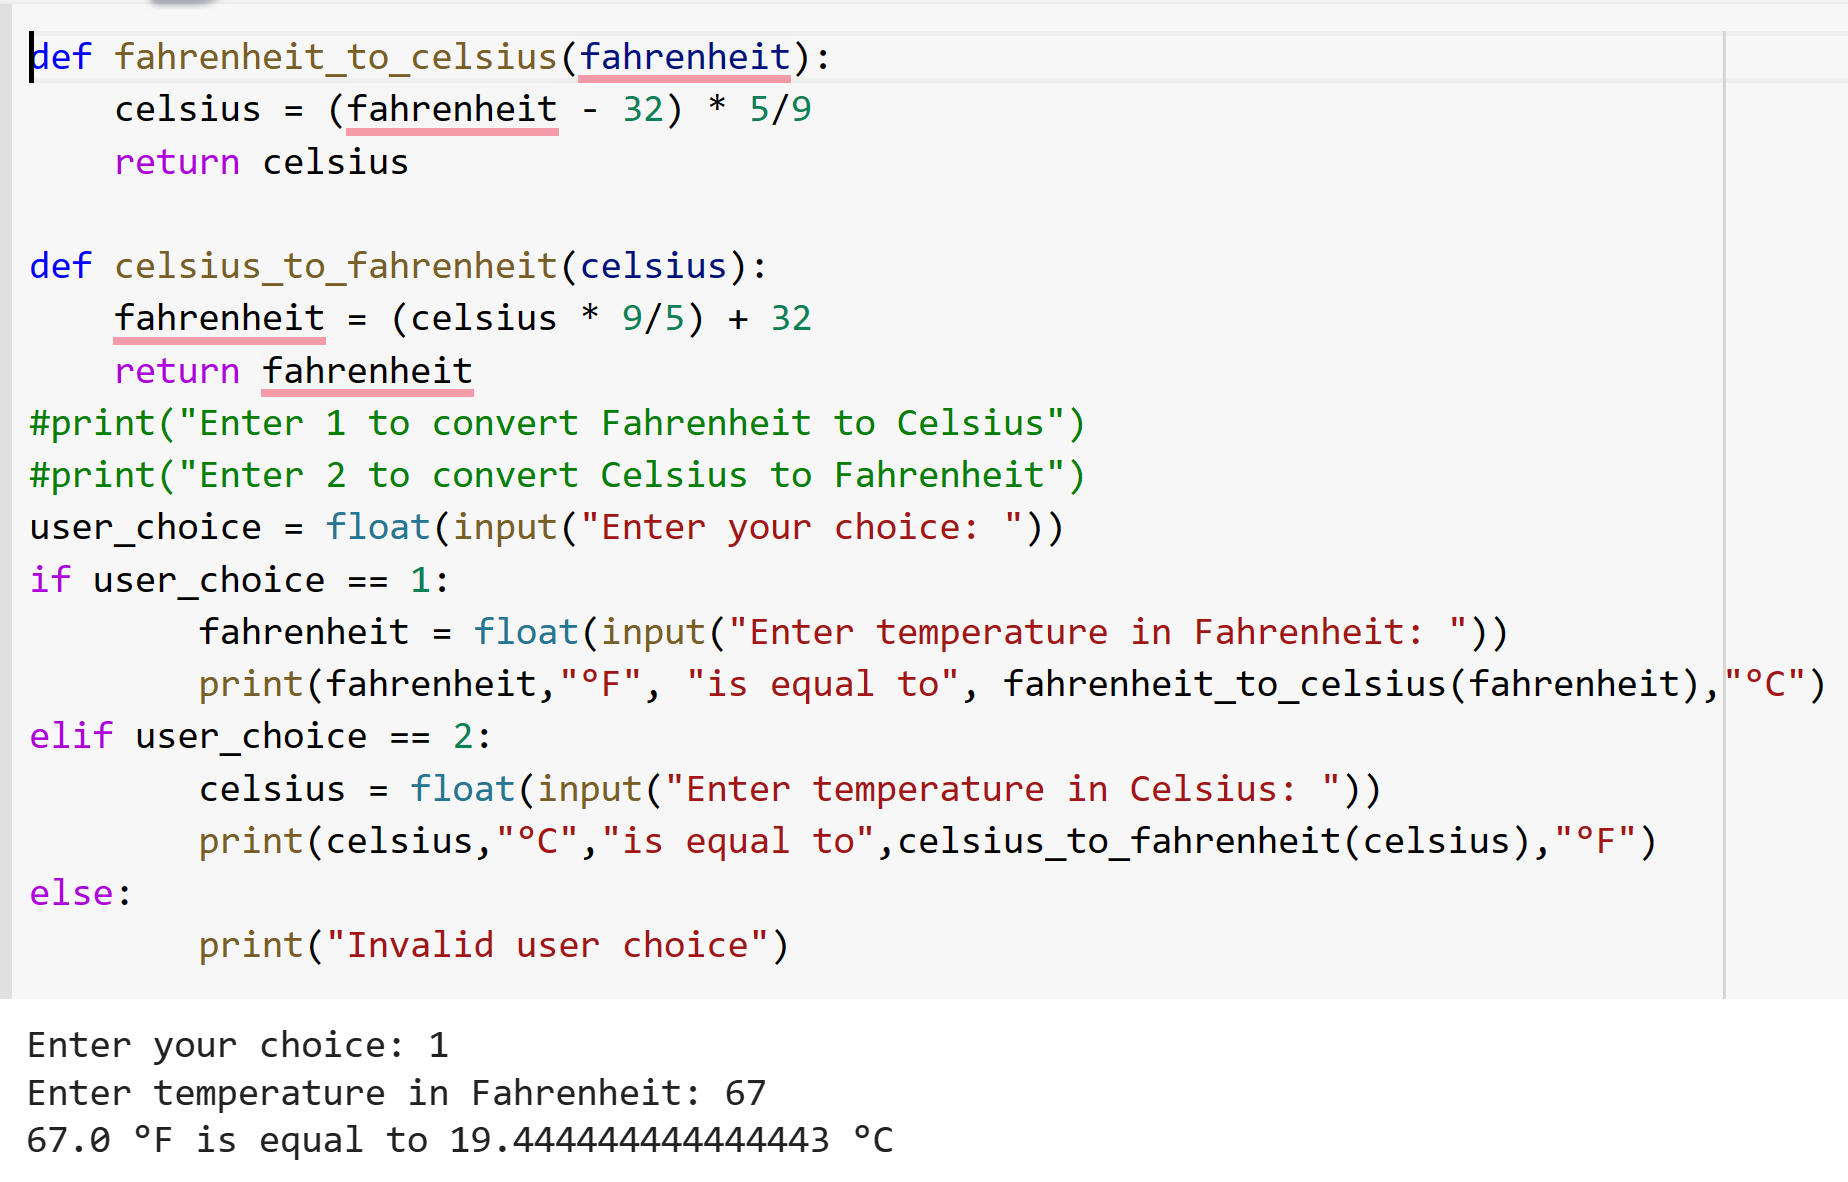 def fahrenheit_to_celsius(fahrenheit):
    celsius = (fahrenheit - 32) * 5/9
    return celsius

def celsius_to_fahrenheit(celsius):
    fahrenheit = (celsius * 9/5) + 32
    return fahrenheit
#print("Enter 1 to convert Fahrenheit to Celsius")
#print("Enter 2 to convert Celsius to Fahrenheit")
user_choice = float(input("Enter your choice: "))
if user_choice == 1:
        fahrenheit = float(input("Enter temperature in Fahrenheit: "))
        print(fahrenheit,"°F", "is equal to", fahrenheit_to_celsius(fahrenheit),"°C")
elif user_choice == 2:
        celsius = float(input("Enter temperature in Celsius: "))
        print(celsius,"°C","is equal to",celsius_to_fahrenheit(celsius),"°F")
else:
        print("Invalid user choice")
Enter your choice: 1
Enter temperature in Fahrenheit: 67
67.0 °F is equal to 19.444444444444443 °C